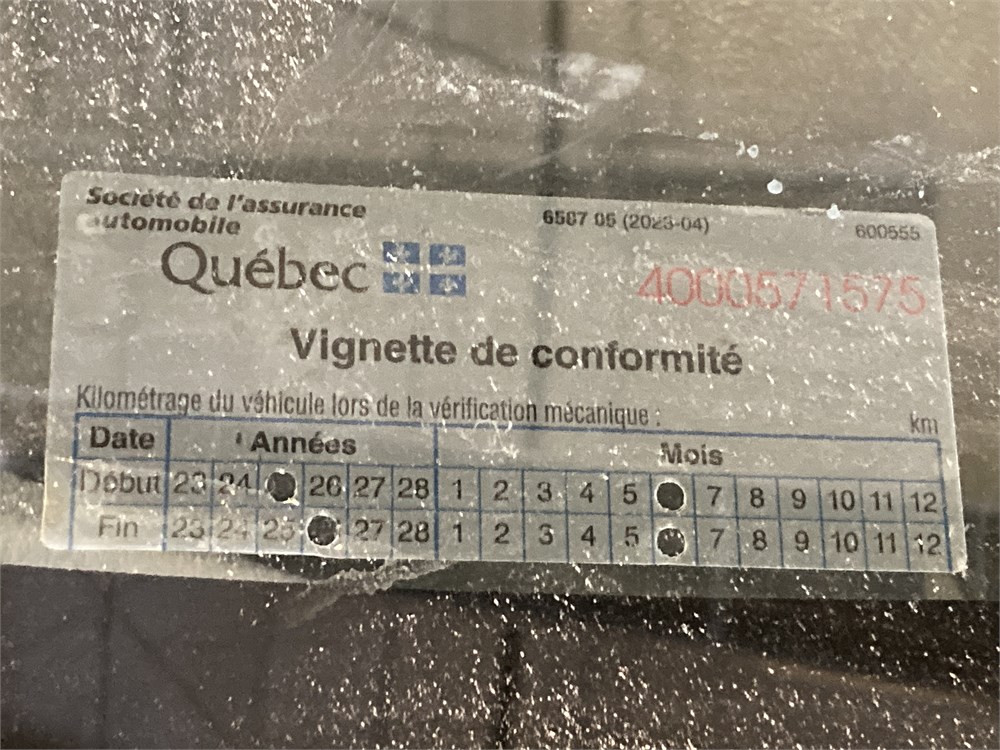 Société de l'assurance
automobile
6587 05 (2023-04)
600555
Québec
4000571575
Vignette de conformité
Kilométrage du véhicule lors de la vérification mécanique :
km
Date Années Mois
Début 23 24 26 27 28 1 2 3 4 5 7 8 9 10 11 12
Fin 23 24 25 27 28 1 2 3 4 5 7 8 9 10 11 12